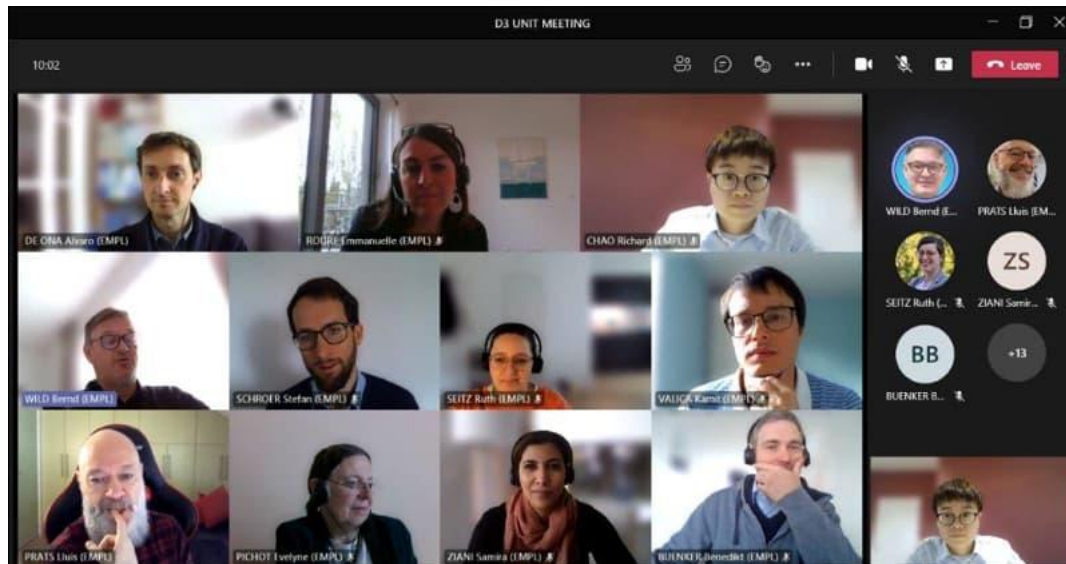 D3 UNIT MEETING
10:02
Leave
DE ONA Alvaro (EMPL)
ROURE Emmanuelle (EMPL)
CHAO Richard (EMPL)
WILD Bernd (E...
PRATS Lluis (EM...
SEITZ Ruth (...
ZS
ZIANI Samir...
BB
+13
BUENKER B...
WILD Bernd (EMPL)
SCHROER Stefan (EMPL)
SEITZ Ruth (EMPL)
VALICA Kamil (EMPL)
PRATS Lluis (EMPL)
PICHOT Evelyne (EMPL)
ZIANI Samira (EMPL)
BUENKER Benedikt (EMPL)